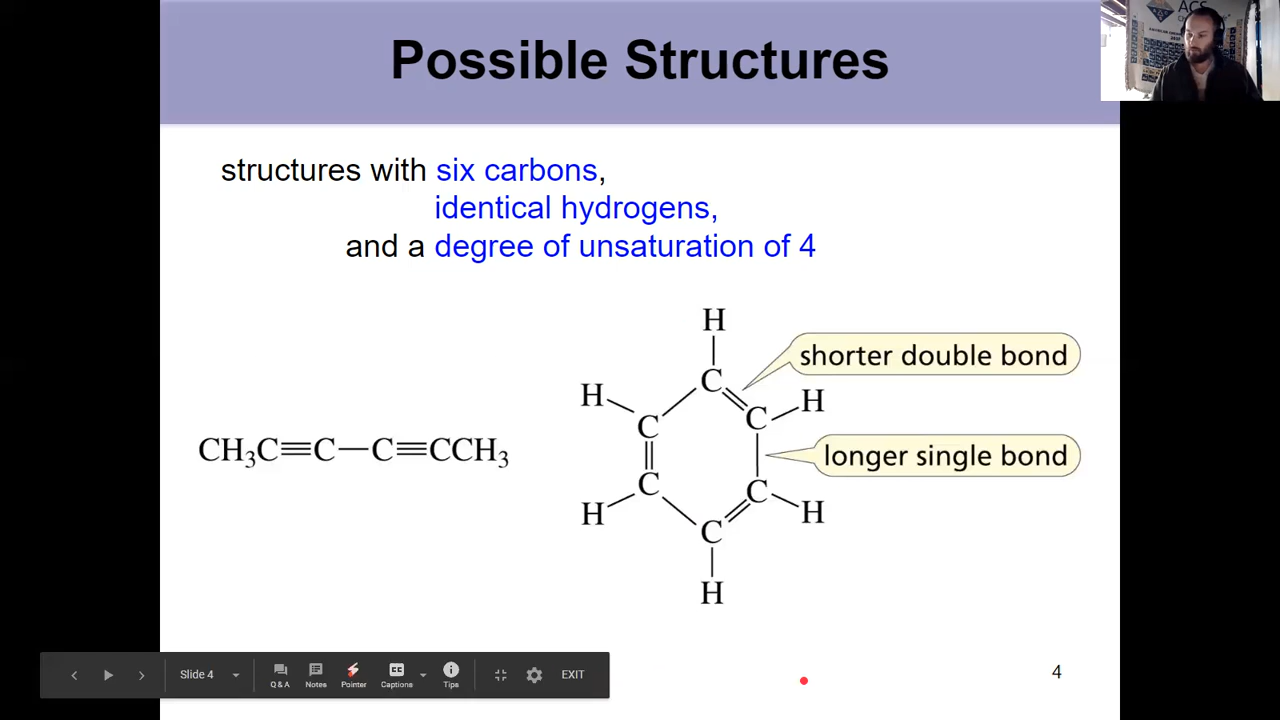 Possible Structures
ACS
structures with six carbons,
identical hydrogens,
and a degree of unsaturation of 4
H
shorter double bond
C
H
H
C
C
CH₃C≡C—C≡CCH₃
longer single bond
C
C
H
H
C
H
Slide 4
Q & A
Notes
Pointer
Captions
Tips
EXIT
4